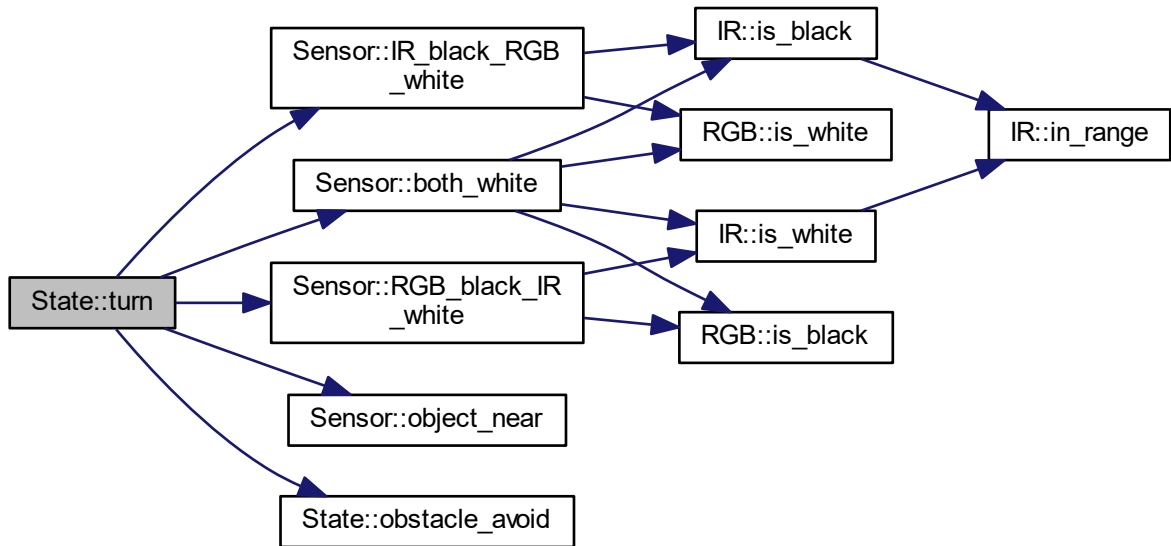 State::turn
Sensor::IR_black_RGB
_white
Sensor::both_white
Sensor::RGB_black_IR
_white
Sensor::object_near
State::obstacle_avoid
IR::is_black
RGB::is_white
IR::is_white
RGB::is_black
IR::in_range